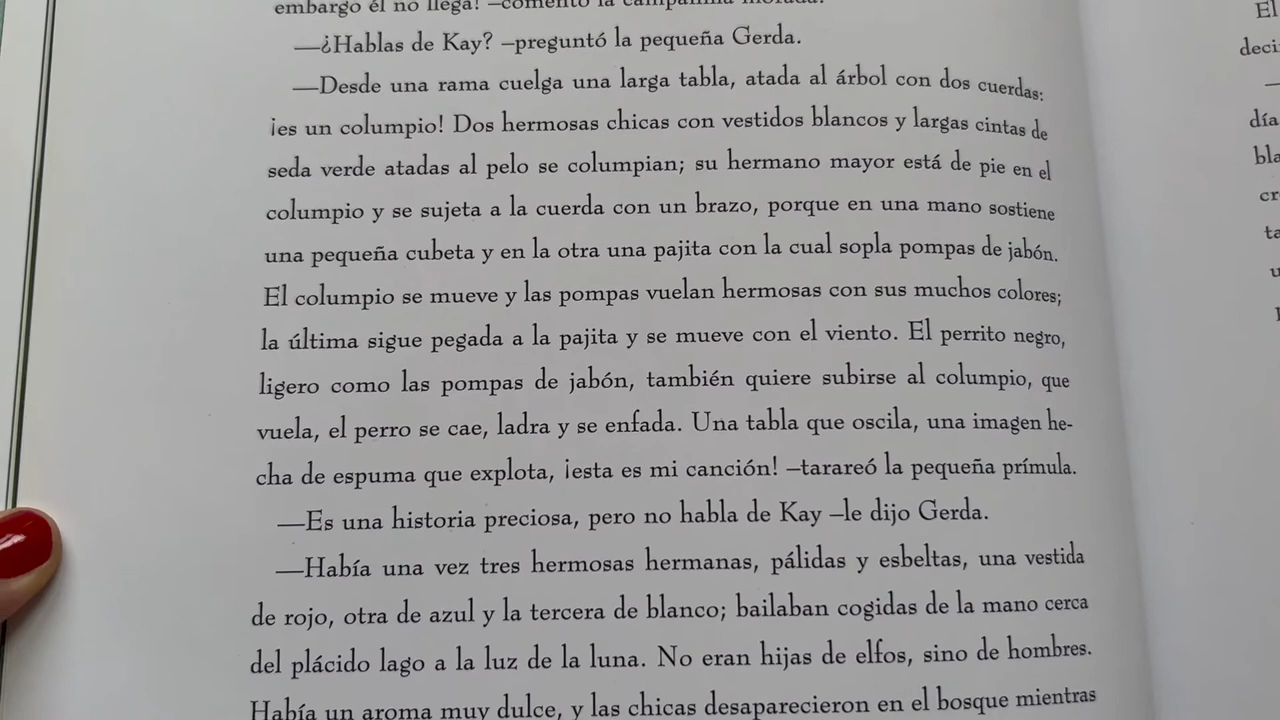 embargo él no llega! –comentó la campanilla morada.
—¿Hablas de Kay? –preguntó la pequeña Gerda.
—Desde una rama cuelga una larga tabla, atada al árbol con dos cuerdas:
¡es un columpio! Dos hermosas chicas con vestidos blancos y largas cintas de
seda verde atadas al pelo se columpian; su hermano mayor está de pie en el
columpio y se sujeta a la cuerda con un brazo, porque en una mano sostiene
una pequeña cubeta y en la otra una pajita con la cual sopla pompas de jabón.
El columpio se mueve y las pompas vuelan hermosas con sus muchos colores;
la última sigue pegada a la pajita y se mueve con el viento. El perrito negro,
ligero como las pompas de jabón, también quiere subirse al columpio, que
vuela, el perro se cae, ladra y se enfada. Una tabla que oscila, una imagen he-
cha de espuma que explota, ¡esta es mi canción! –tarareó la pequeña prímula.
—Es una historia preciosa, pero no habla de Kay –le dijo Gerda.
—Había una vez tres hermosas hermanas, pálidas y esbeltas, una vestida
de rojo, otra de azul y la tercera de blanco; bailaban cogidas de la mano cerca
del plácido lago a la luz de la luna. No eran hijas de elfos, sino de hombres.
Había un aroma muy dulce, y las chicas desaparecieron en el bosque mientras
El